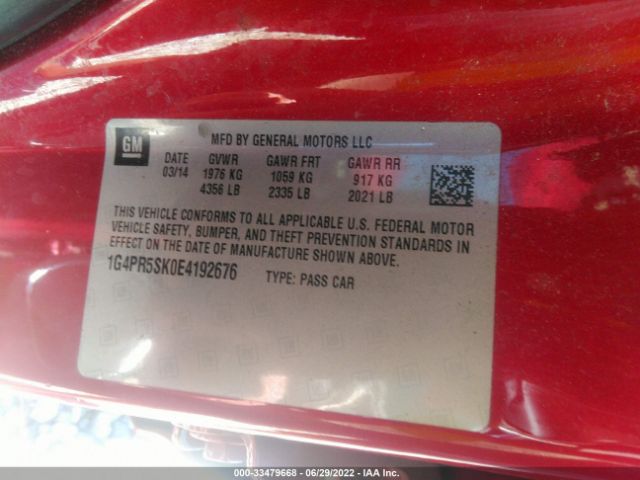 GM
MFD BY GENERAL MOTORS LLC
DATE GVWR GAWR FRT GAWR RR
03/14 1976 KG 1059 KG 917 KG
4356 LB 2335 LB 2021 LB
THIS VEHICLE CONFORMS TO ALL APPLICABLE U.S. FEDERAL MOTOR
VEHICLE SAFETY, BUMPER, AND THEFT PREVENTION STANDARDS IN
EFFECT ON THE DATE OF MANUFACTURE SHOWN ABOVE.
1G4PR5SK0E4192676 TYPE: PASS CAR
000 - 33479668 - 06/29/2022 - IAA Inc.